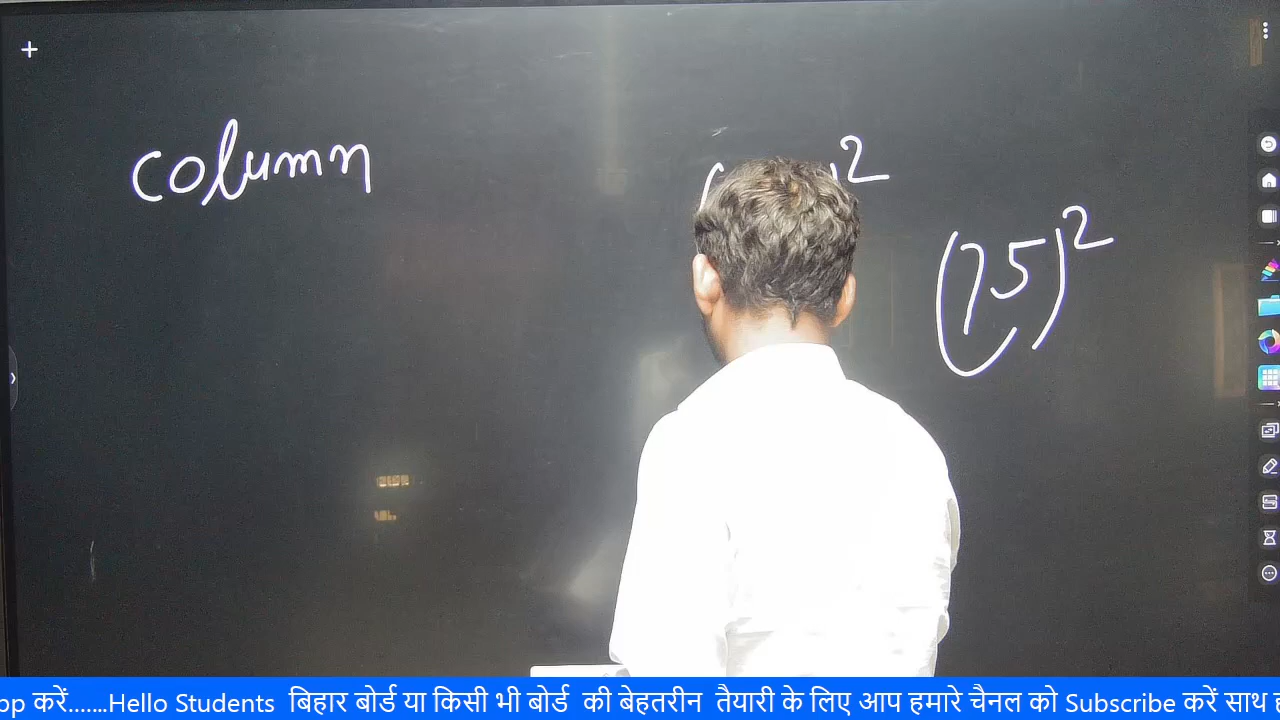 column
( )²
(75)²
op करें.......Hello Students बिहार बोर्ड या किसी भी बोर्ड की बेहतरीन तैयारी के लिए आप हमारे चैनल को Subscribe करें साथ